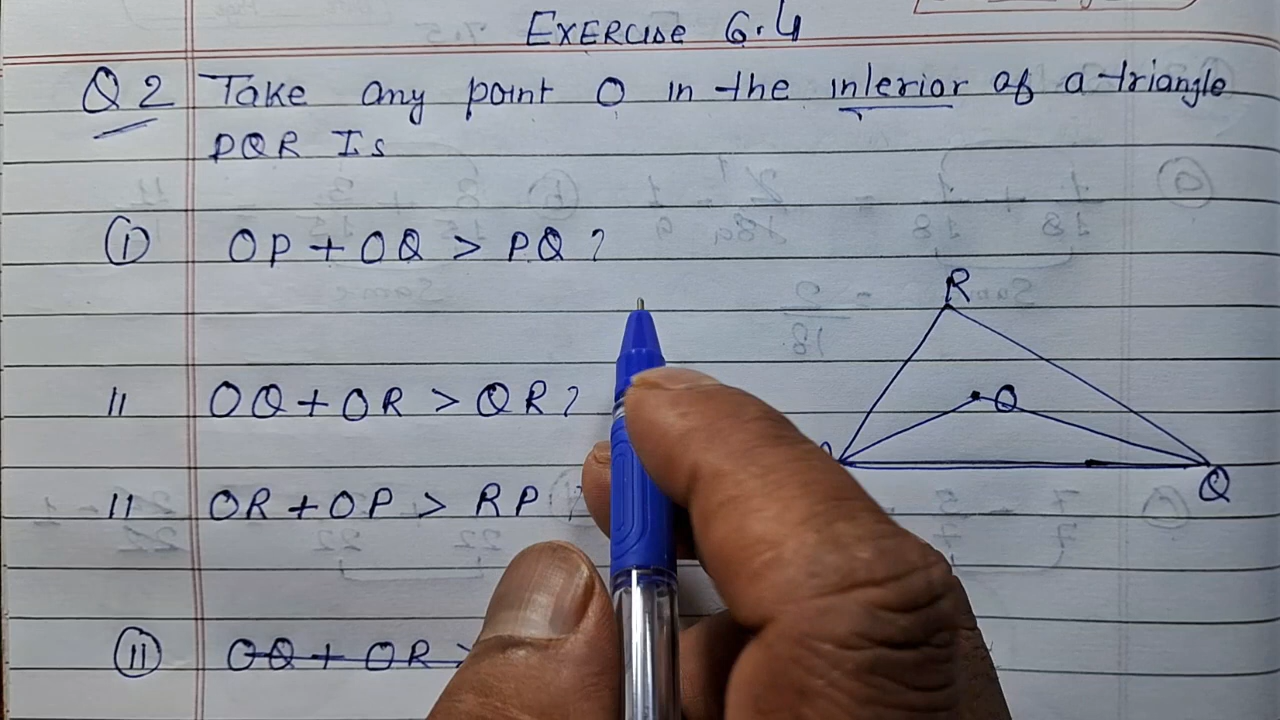 EXERCISE 6.4
Q2 Take any point O in the interior of a triangle
PQR Is
(i) OP + OQ > PQ?
II OQ + OR > QR?
II OR + OP > RP
(ii) OQ + OR >
R
O
Q